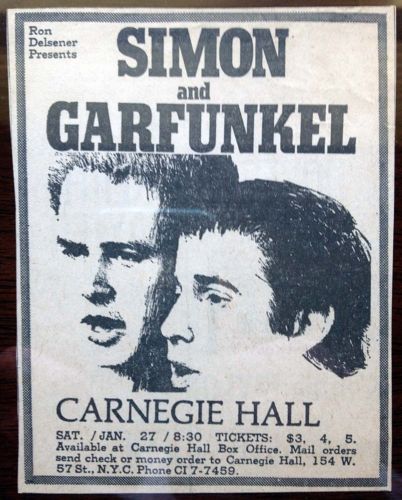 Ron
Delsener
Presents
SIMON
and
GARFUNKEL
CARNEGIE HALL
SAT. /JAN. 27 / 8:30 TICKETS: $3, 4, 5.
Available at Carnegie Hall Box Office. Mail orders
send check or money order to Carnegie Hall, 154 W.
57 St., N.Y.C. Phone CI 7-7459.